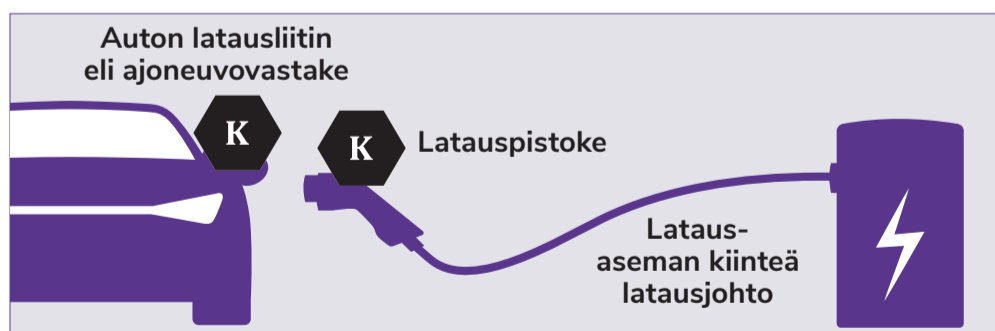 Auton latausliitin
eli ajoneuvovastake
K
K
Latauspistoke
Lataus-
aseman kiinteä
latausjohto